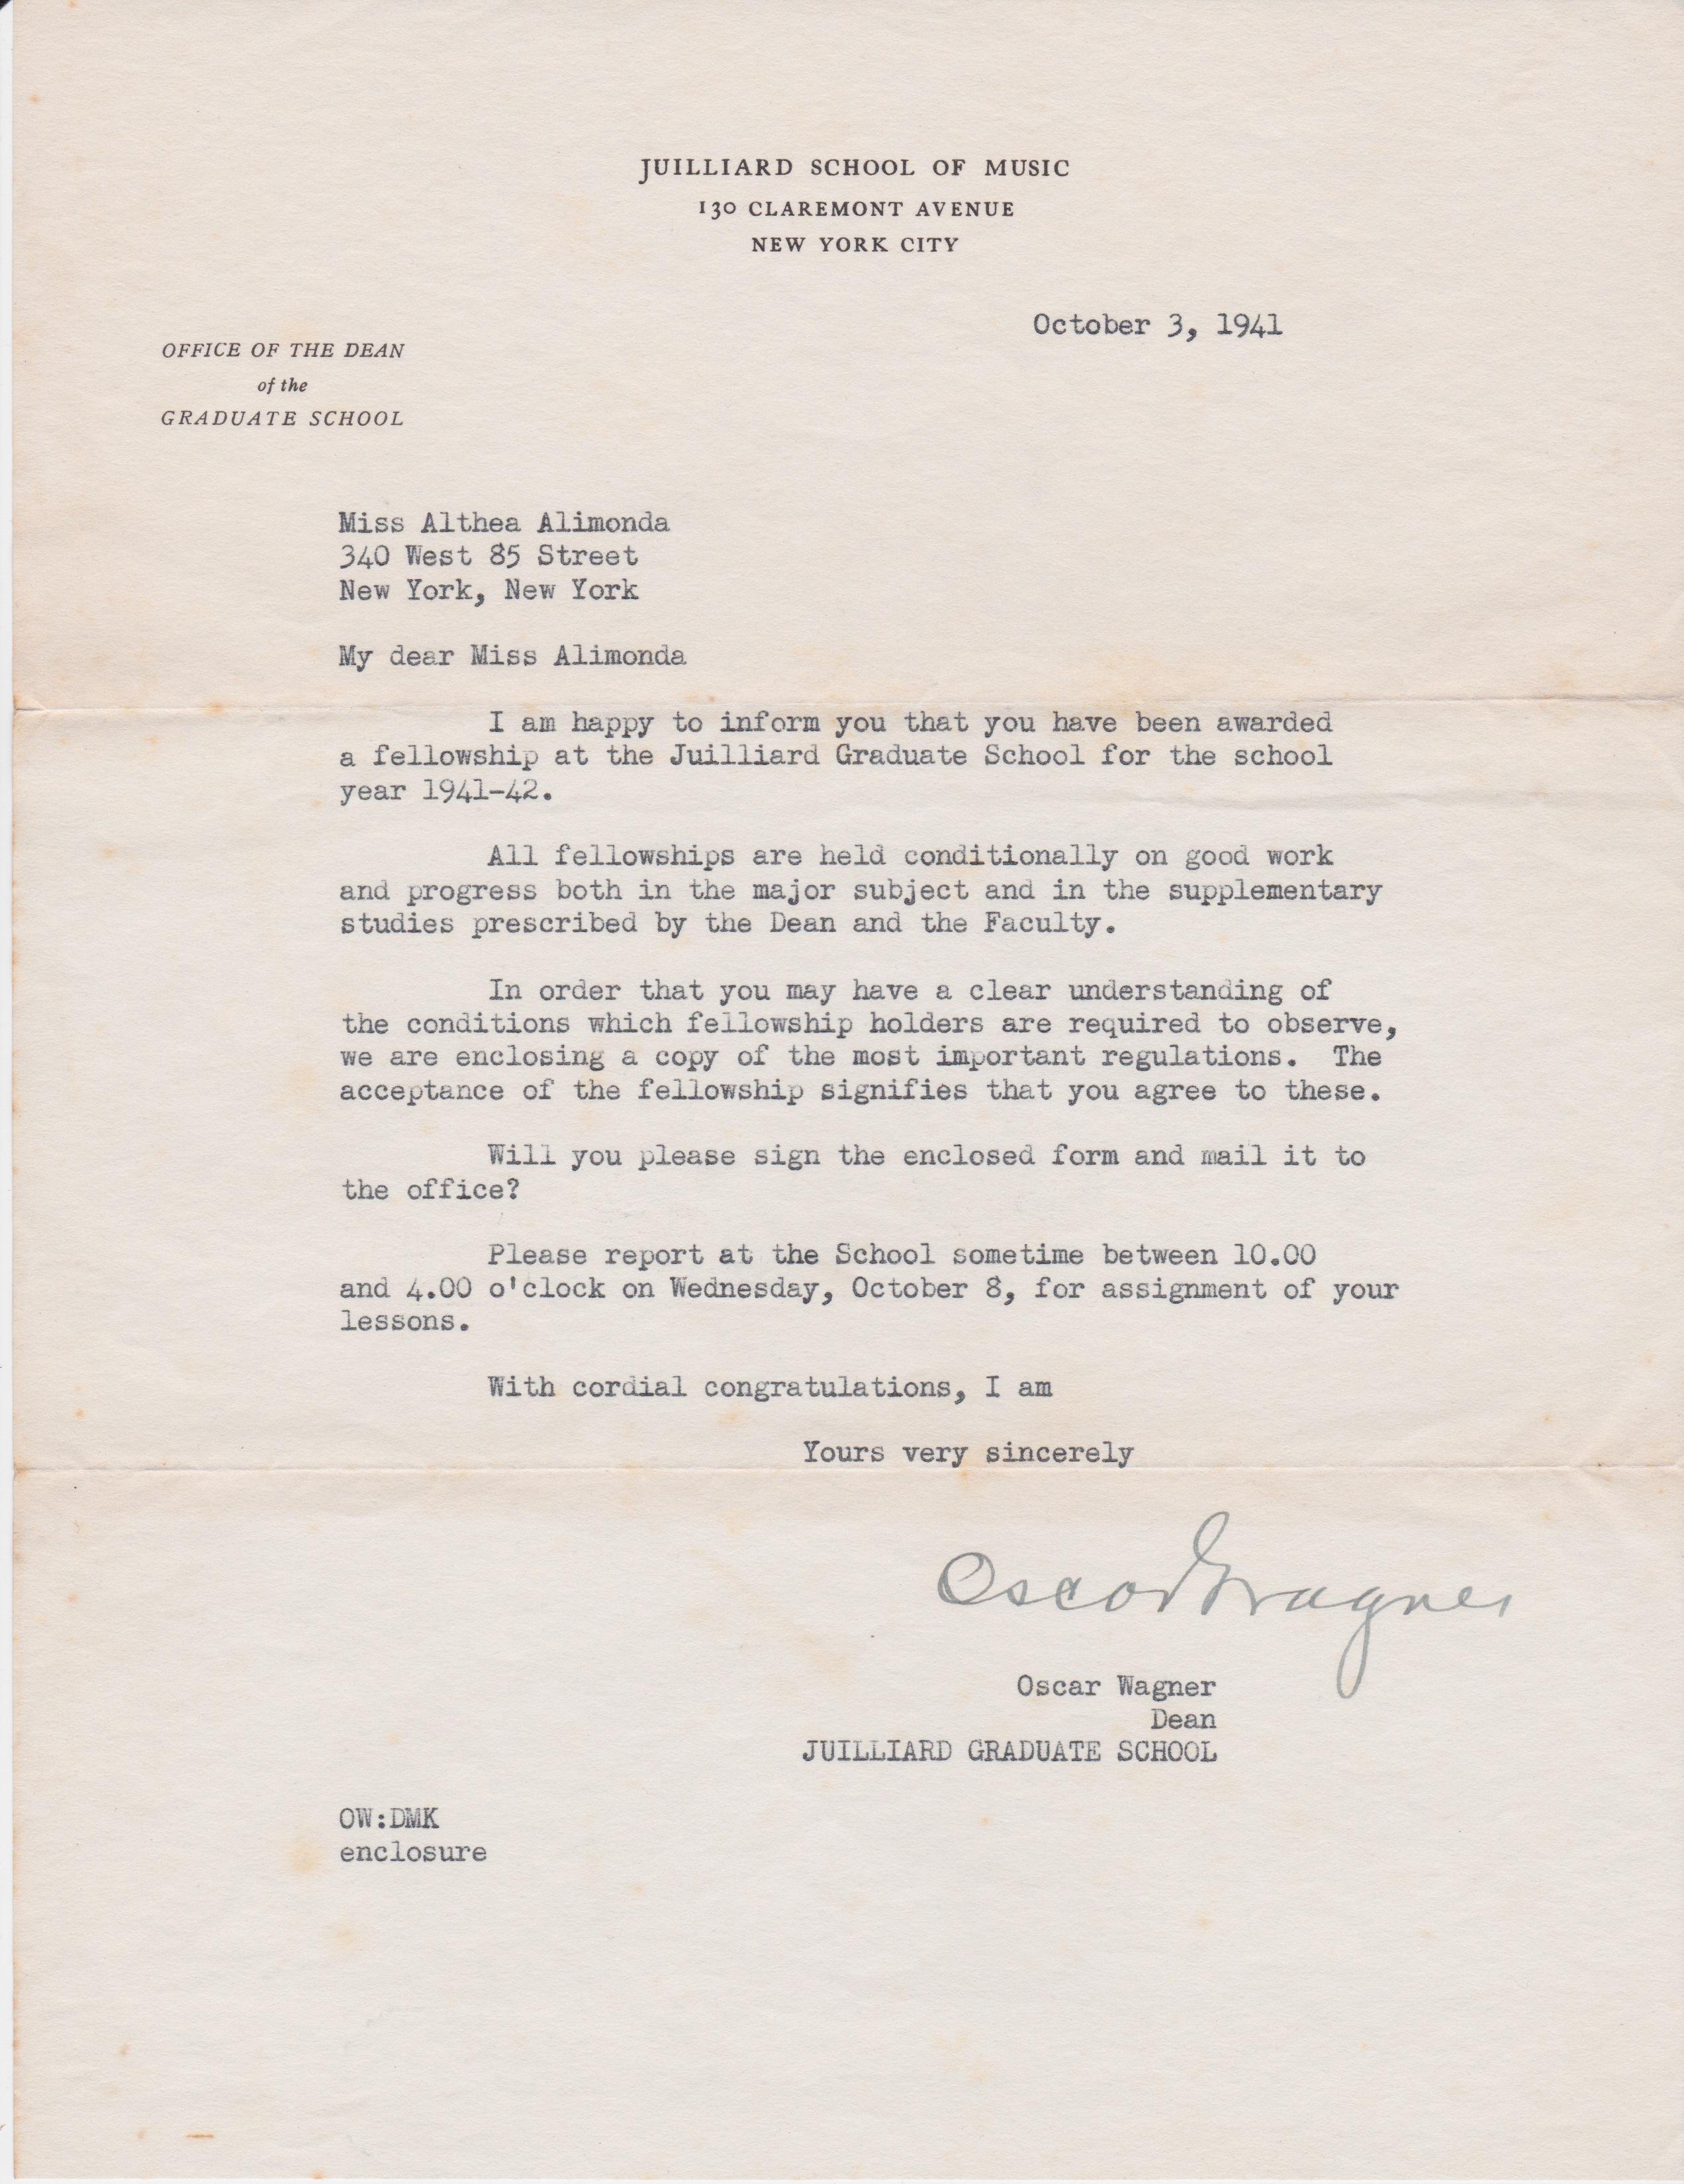 JUILLIARD SCHOOL OF MUSIC
130 CLAREMONT AVENUE
NEW YORK CITY
October 3, 1941
OFFICE OF THE DEAN
of the
GRADUATE SCHOOL
Miss Althea Alimonda
340 West 85 Street
New York, New York
My dear Miss Alimonda
I am happy to inform you that you have been awarded
a fellowship at the Juilliard Graduate School for the school
year 1941-42.
All fellowships are held conditionally on good work
and progress both in the major subject and in the supplementary
studies prescribed by the Dean and the Faculty.
In order that you may have a clear understanding of
the conditions which fellowship holders are required to observe,
we are enclosing a copy of the most important regulations. The
acceptance of the fellowship signifies that you agree to these.
Will you please sign the enclosed form and mail it to
the office?
Please report at the School sometime between 10.00
and 4.00 o'clock on Wednesday, October 8, for assignment of your
lessons.
With cordial congratulations, I am
Yours very sincerely
Oscar Wagner
Oscar Wagner
Dean
JUILLIARD GRADUATE SCHOOL
OW:DMK
enclosure